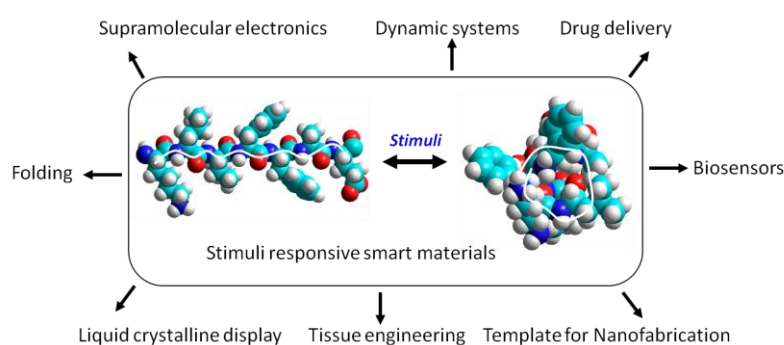 Supramolecular electronics
Dynamic systems
Drug delivery
Folding
Stimuli
Biosensors
Stimuli responsive smart materials
Liquid crystalline display
Tissue engineering
Template for Nanofabrication